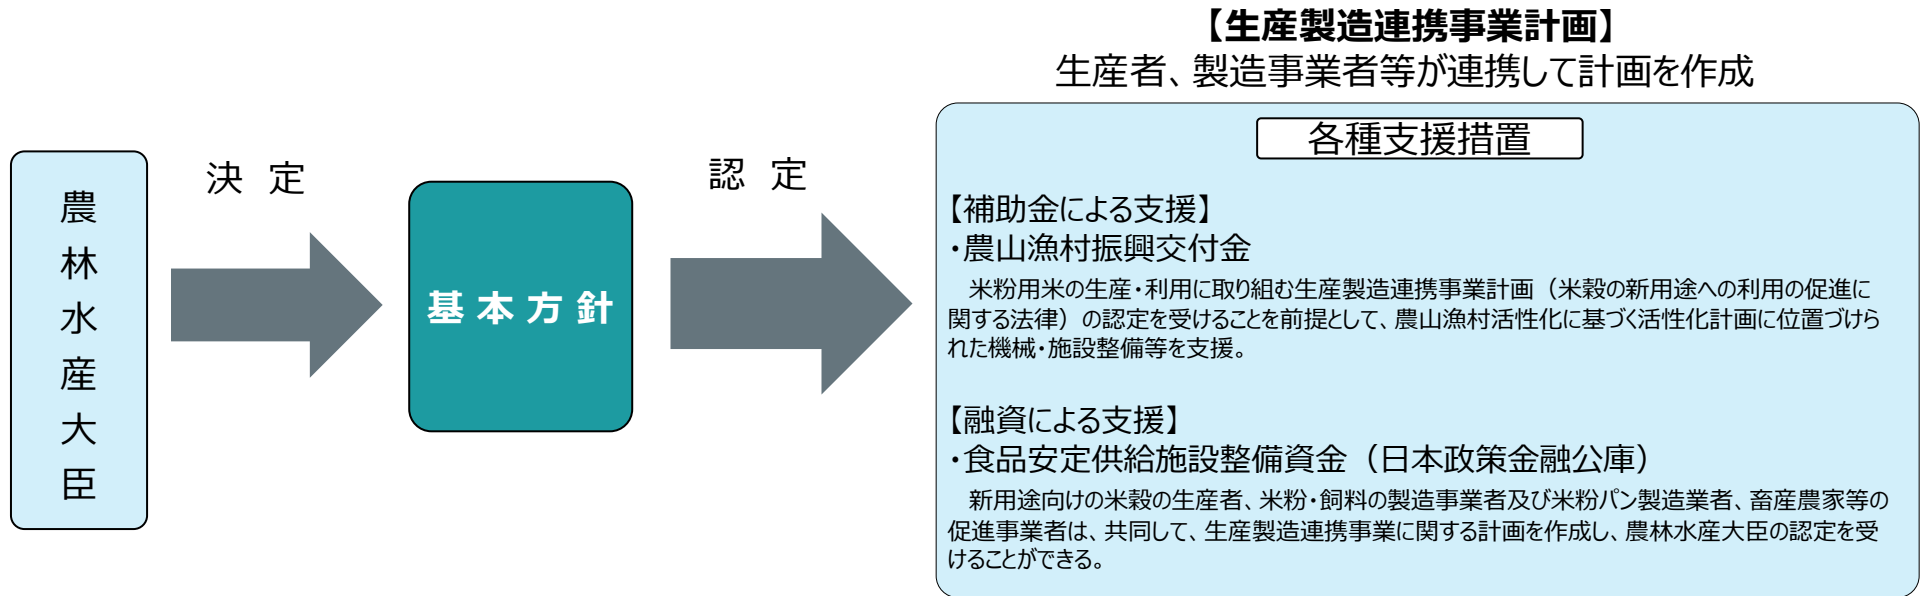 【生産製造連携事業計画】
生産者、製造事業者等が連携して計画を作成
農林水産大臣
決 定
基本方針
認 定
各種支援措置
【補助金による支援】
・農山漁村振興交付金
米粉用米の生産・利用に取り組む生産製造連携事業計画（米穀の新用途への利用の促進に
関する法律）の認定を受けることを前提として、農山漁村活性化に基づく活性化計画に位置づけら
れた機械・施設整備等を支援。
【融資による支援】
・食品安定供給施設整備資金（日本政策金融公庫）
新用途向けの米穀の生産者、米粉・飼料の製造事業者及び米粉パン製造業者、畜産農家等の
促進事業者は、共同して、生産製造連携事業に関する計画を作成し、農林水産大臣の認定を受
けることができる。